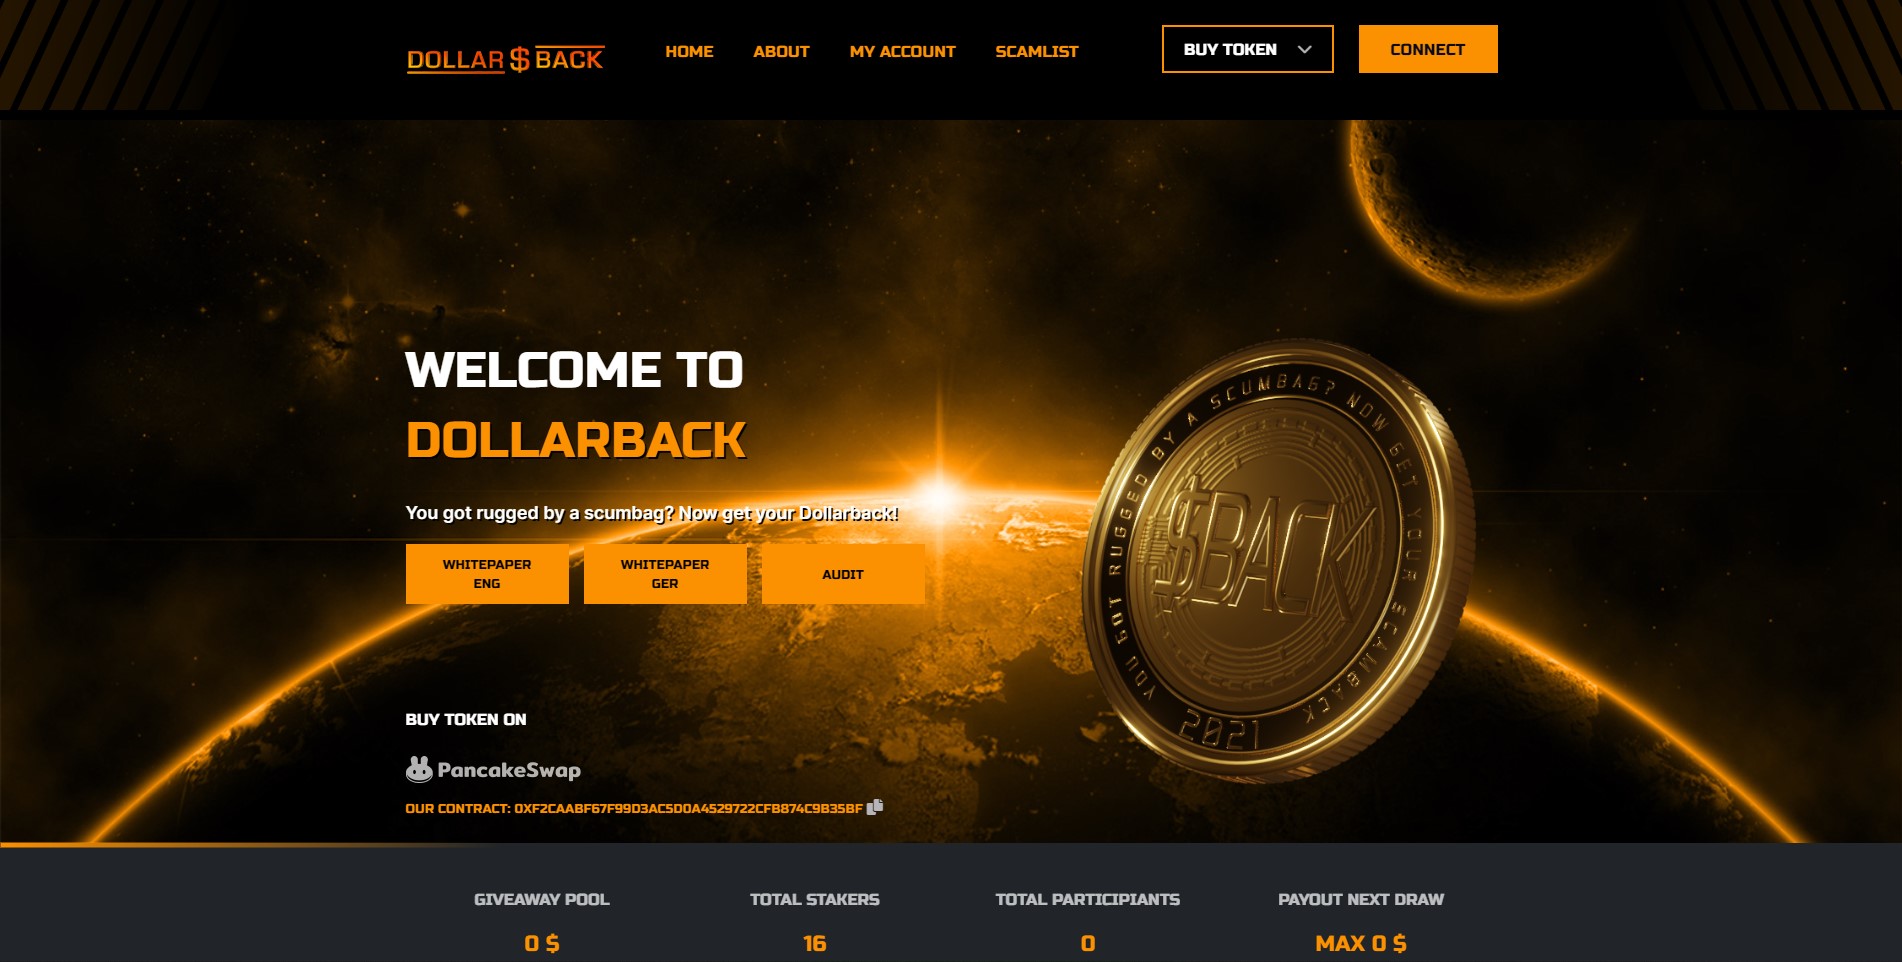 DOLLAR $ BACK
HOME
ABOUT
MY ACCOUNT
SCAMLIST
BUY TOKEN
CONNECT
WELCOME TO
DOLLARBACK
You got rugged by a scumbag? Now get your Dollarback!
WHITEPAPER
ENG
WHITEPAPER
GER
AUDIT
YOU GOT RUGGED BY A SCUMBAG? NOW GET YOUR SCAMBACK
$BACK
2021
BUY TOKEN ON
PancakeSwap
OUR CONTRACT: 0XF2CAABF67F99D3AC5D0A4529722CFB874C9B35BF
GIVEAWAY POOL
TOTAL STAKERS
TOTAL PARTICIPIANTS
PAYOUT NEXT DRAW
0 $
16
0
MAX 0 $